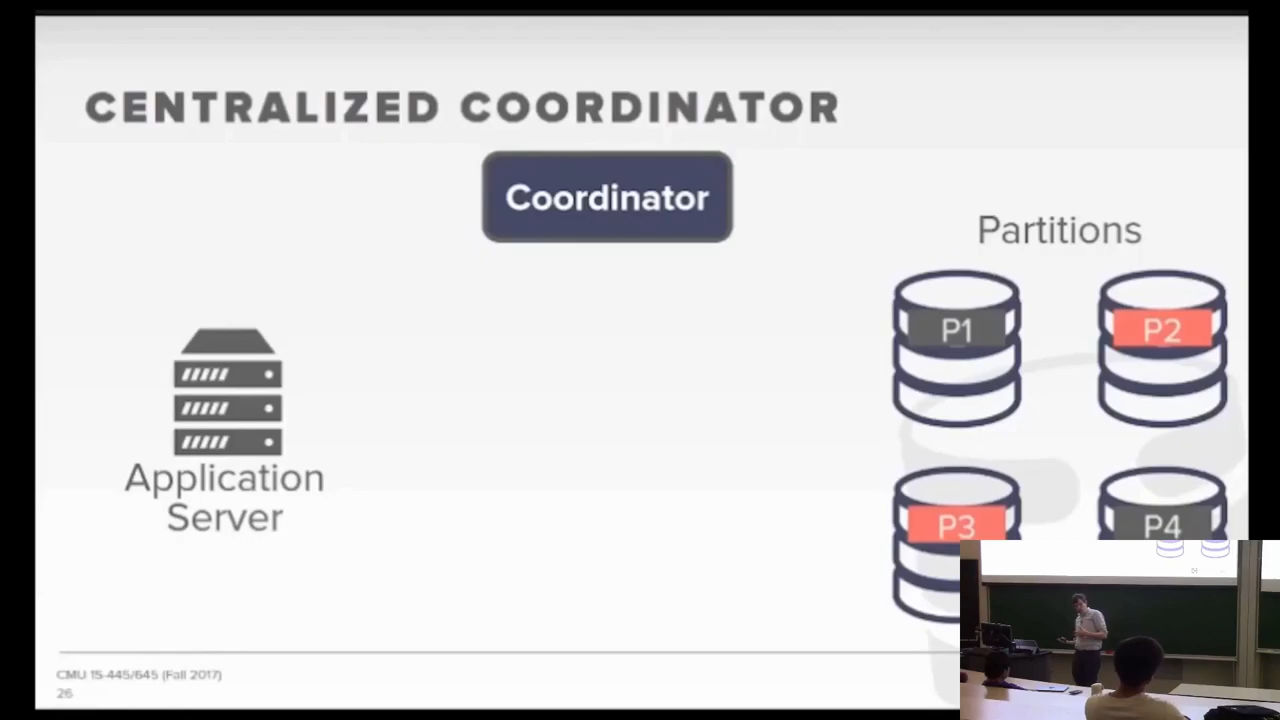 CENTRALIZED COORDINATOR
Coordinator
Partitions
P1
P2
Application
Server
P3
P4
CMU 15-445/645 (Fall 2017)
26